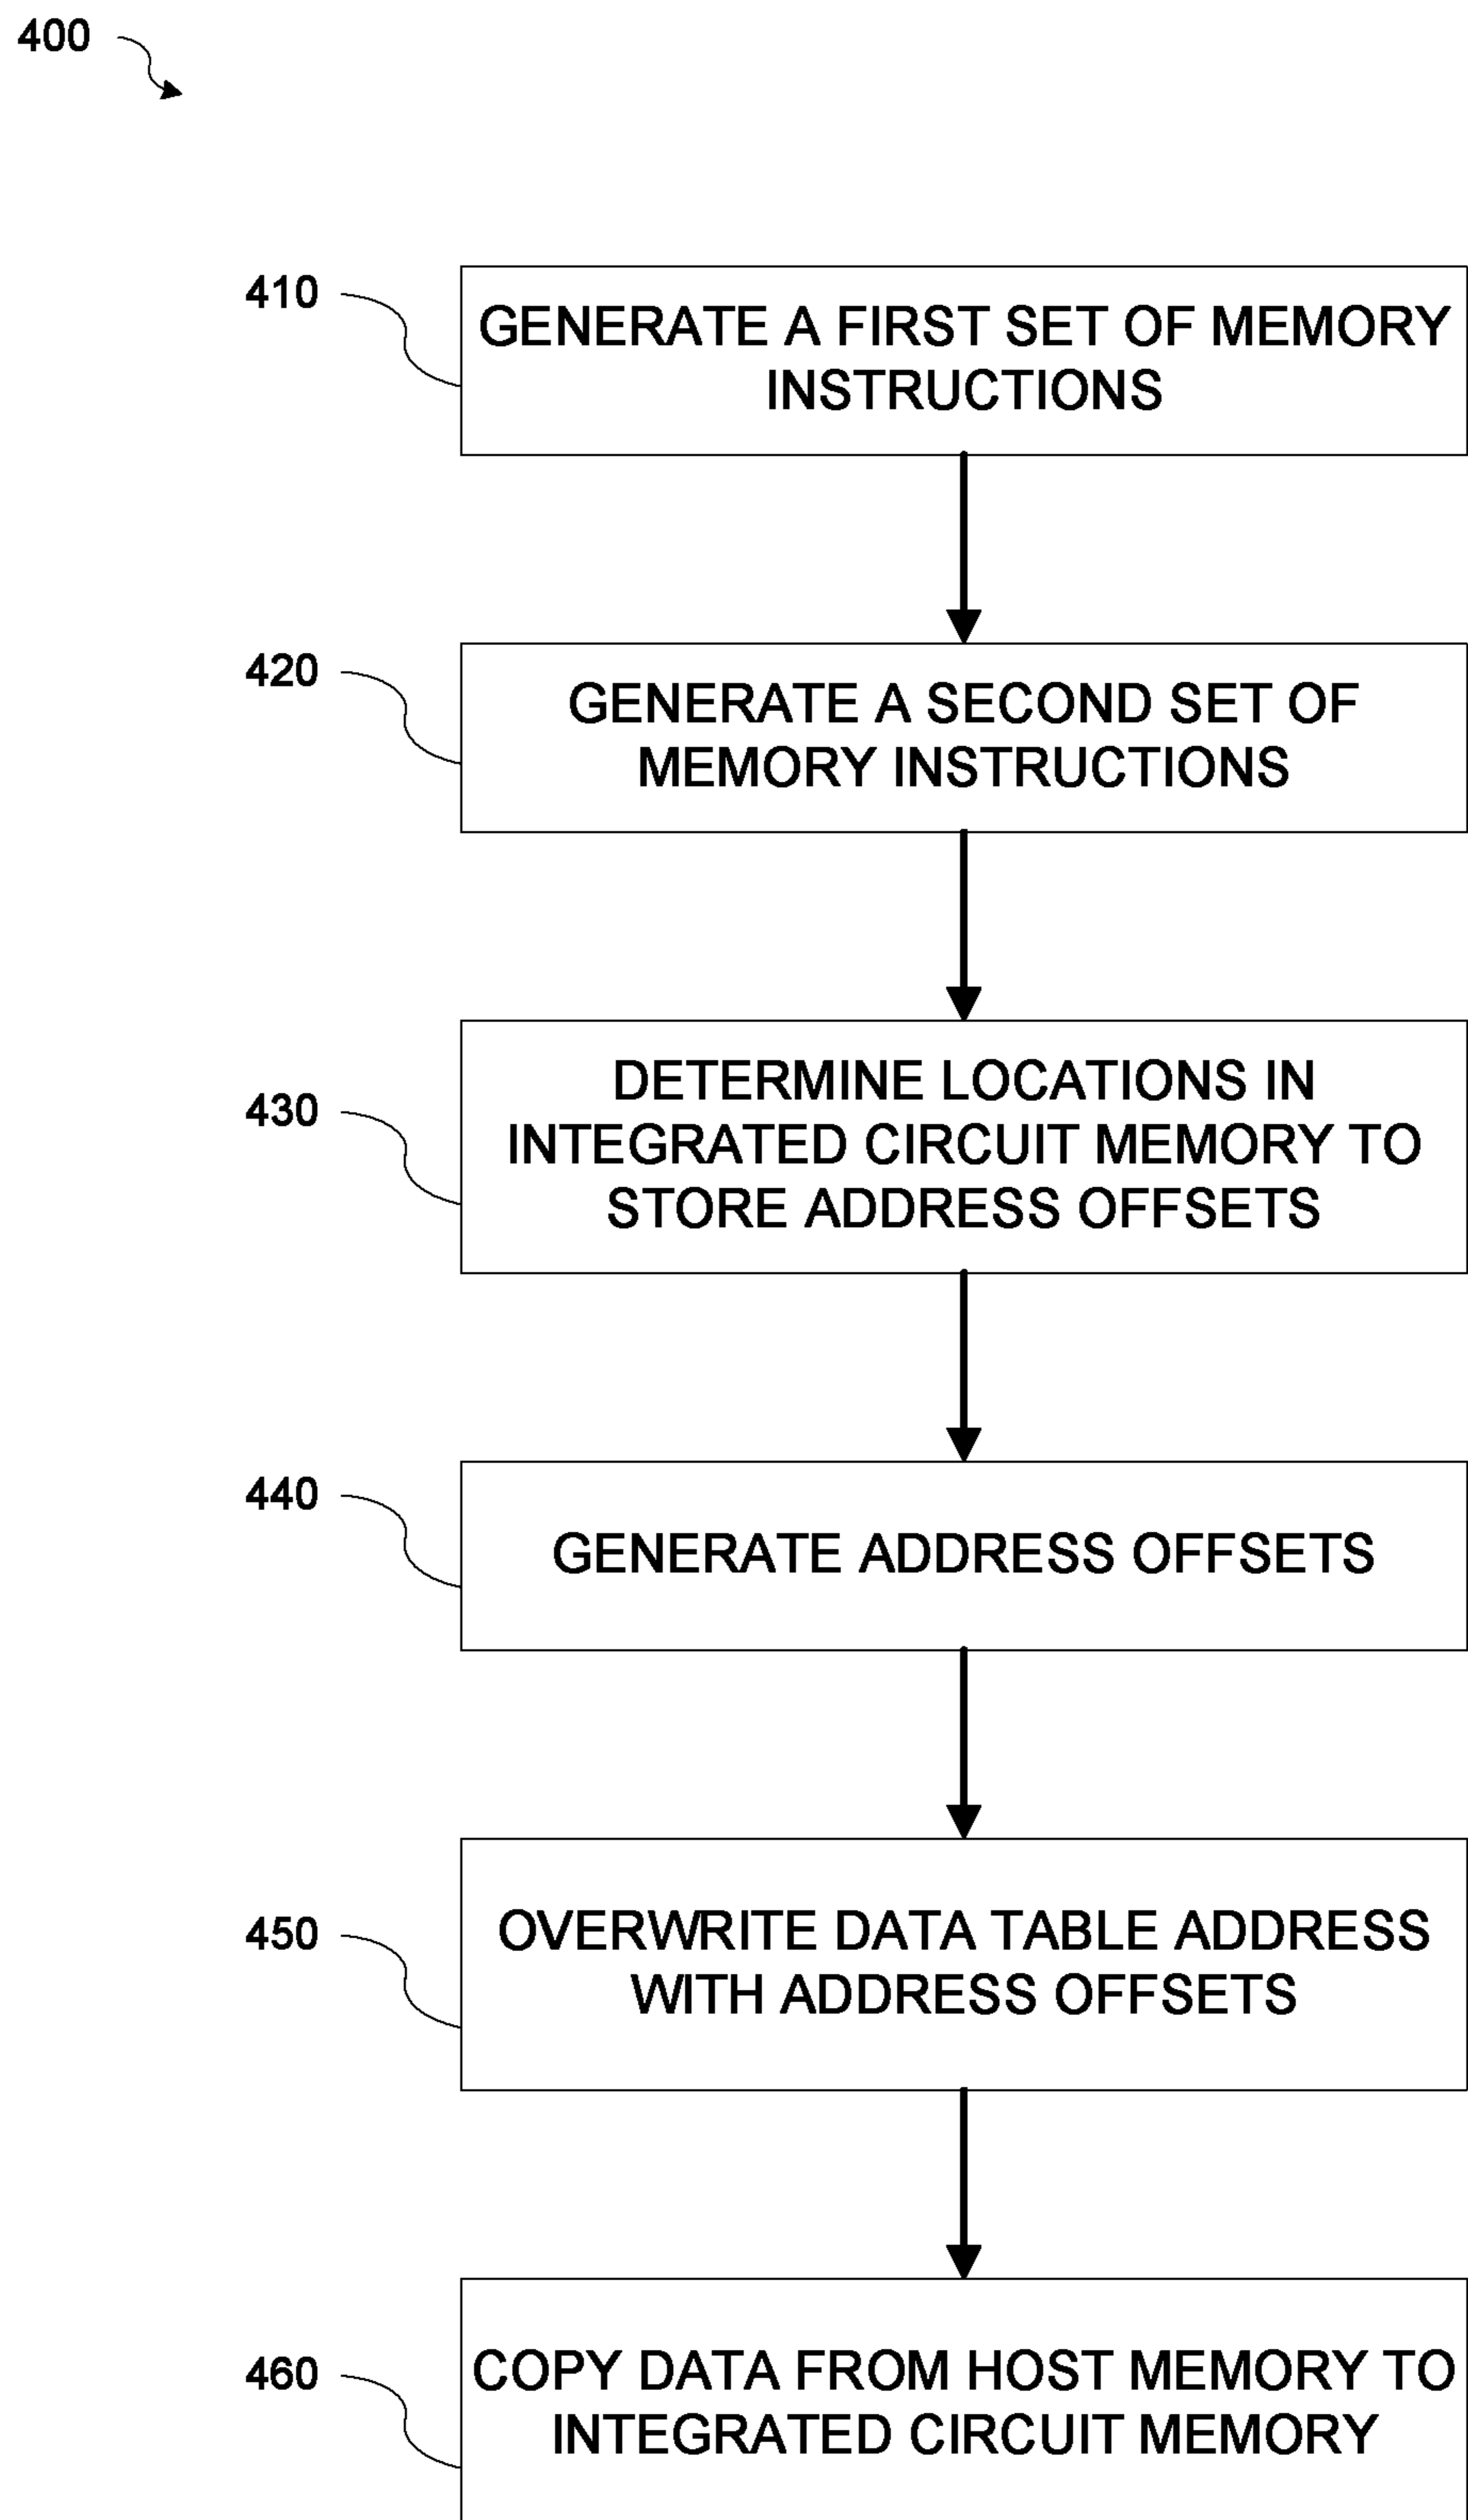 400
410
GENERATE A FIRST SET OF MEMORY
INSTRUCTIONS
420
GENERATE A SECOND SET OF
MEMORY INSTRUCTIONS
430
DETERMINE LOCATIONS IN
INTEGRATED CIRCUIT MEMORY TO
STORE ADDRESS OFFSETS
440
GENERATE ADDRESS OFFSETS
450
OVERWRITE DATA TABLE ADDRESS
WITH ADDRESS OFFSETS
460
COPY DATA FROM HOST MEMORY TO
INTEGRATED CIRCUIT MEMORY